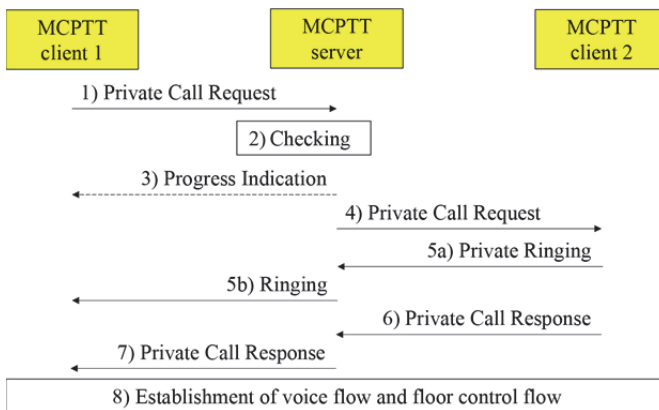 MCPTT
client 1
MCPTT
server
MCPTT
client 2
1) Private Call Request
2) Checking
3) Progress Indication
4) Private Call Request
5a) Private Ringing
5b) Ringing
6) Private Call Response
7) Private Call Response
8) Establishment of voice flow and floor control flow